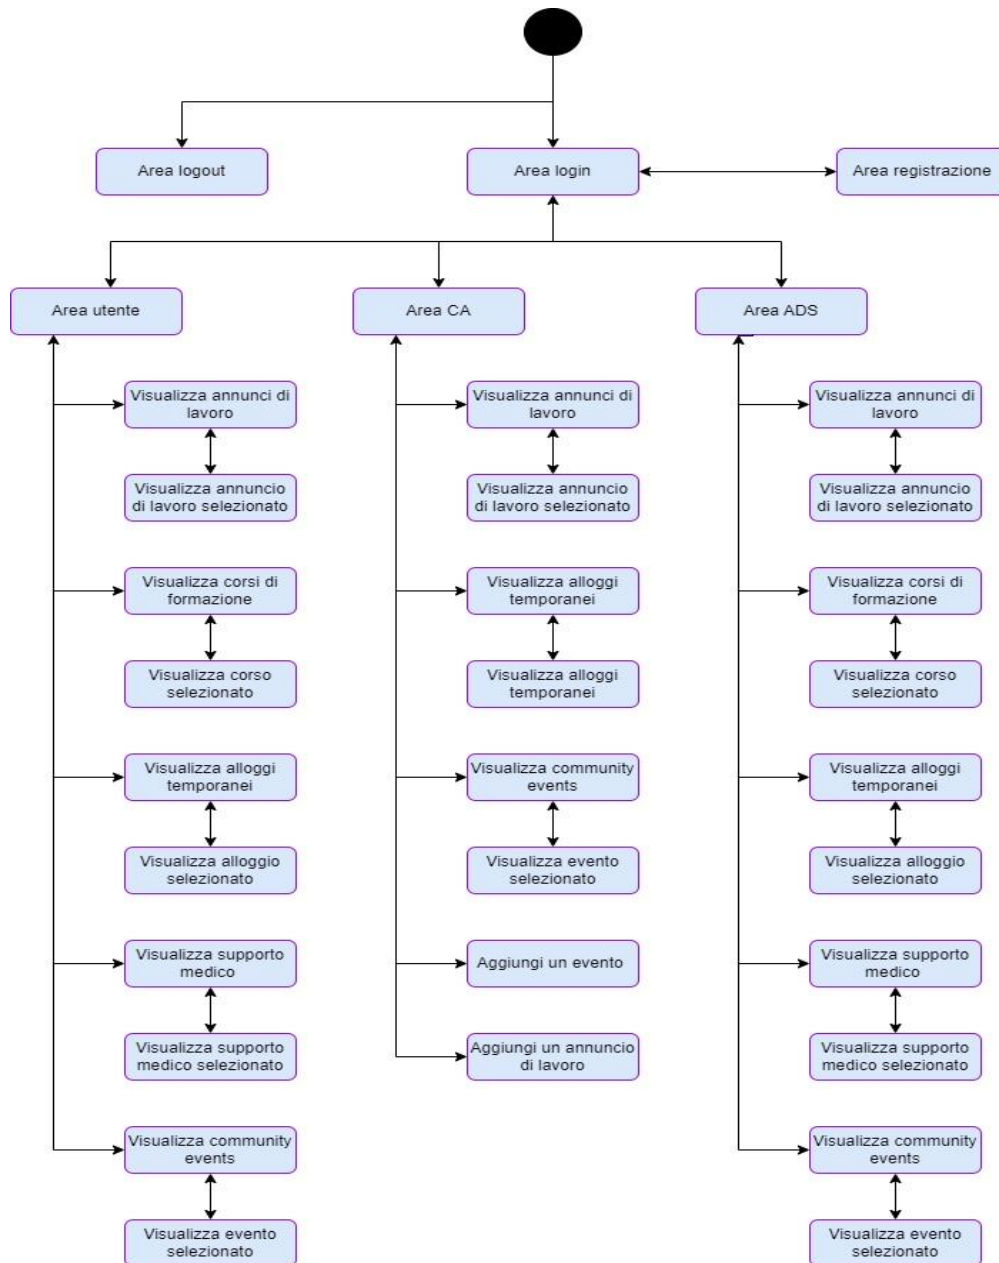 Area logout
Area login
Area registrazione
Area utente
Area CA
Area ADS
Visualizza annunci di
lavoro
Visualizza annuncio
di lavoro selezionato
Visualizza corsi di
formazione
Visualizza corso
selezionato
Visualizza alloggi
temporanei
Visualizza alloggio
selezionato
Visualizza supporto
medico
Visualizza supporto
medico selezionato
Visualizza community
events
Visualizza evento
selezionato
Visualizza annunci di
lavoro
Visualizza annuncio
di lavoro selezionato
Visualizza alloggi
temporanei
Visualizza alloggi
temporanei
Visualizza community
events
Visualizza evento
selezionato
Aggiungi un evento
Aggiungi un annuncio
di lavoro
Visualizza annunci di
lavoro
Visualizza annuncio
di lavoro selezionato
Visualizza corsi di
formazione
Visualizza corso
selezionato
Visualizza alloggi
temporanei
Visualizza alloggio
selezionato
Visualizza supporto
medico
Visualizza supporto
medico selezionato
Visualizza community
events
Visualizza evento
selezionato